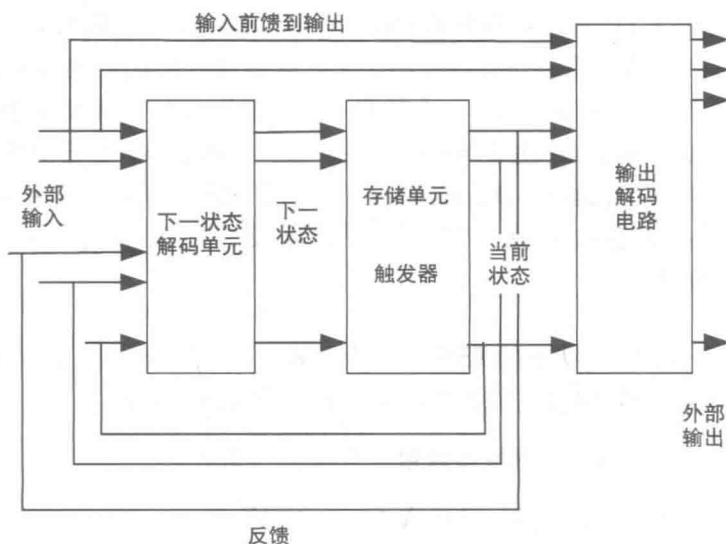 输入前馈到输出
外部
输入
下一状态
解码单元
下一
状态
存储单元
触发器
当前
状态
输出
解码
电路
外部
输出
反馈